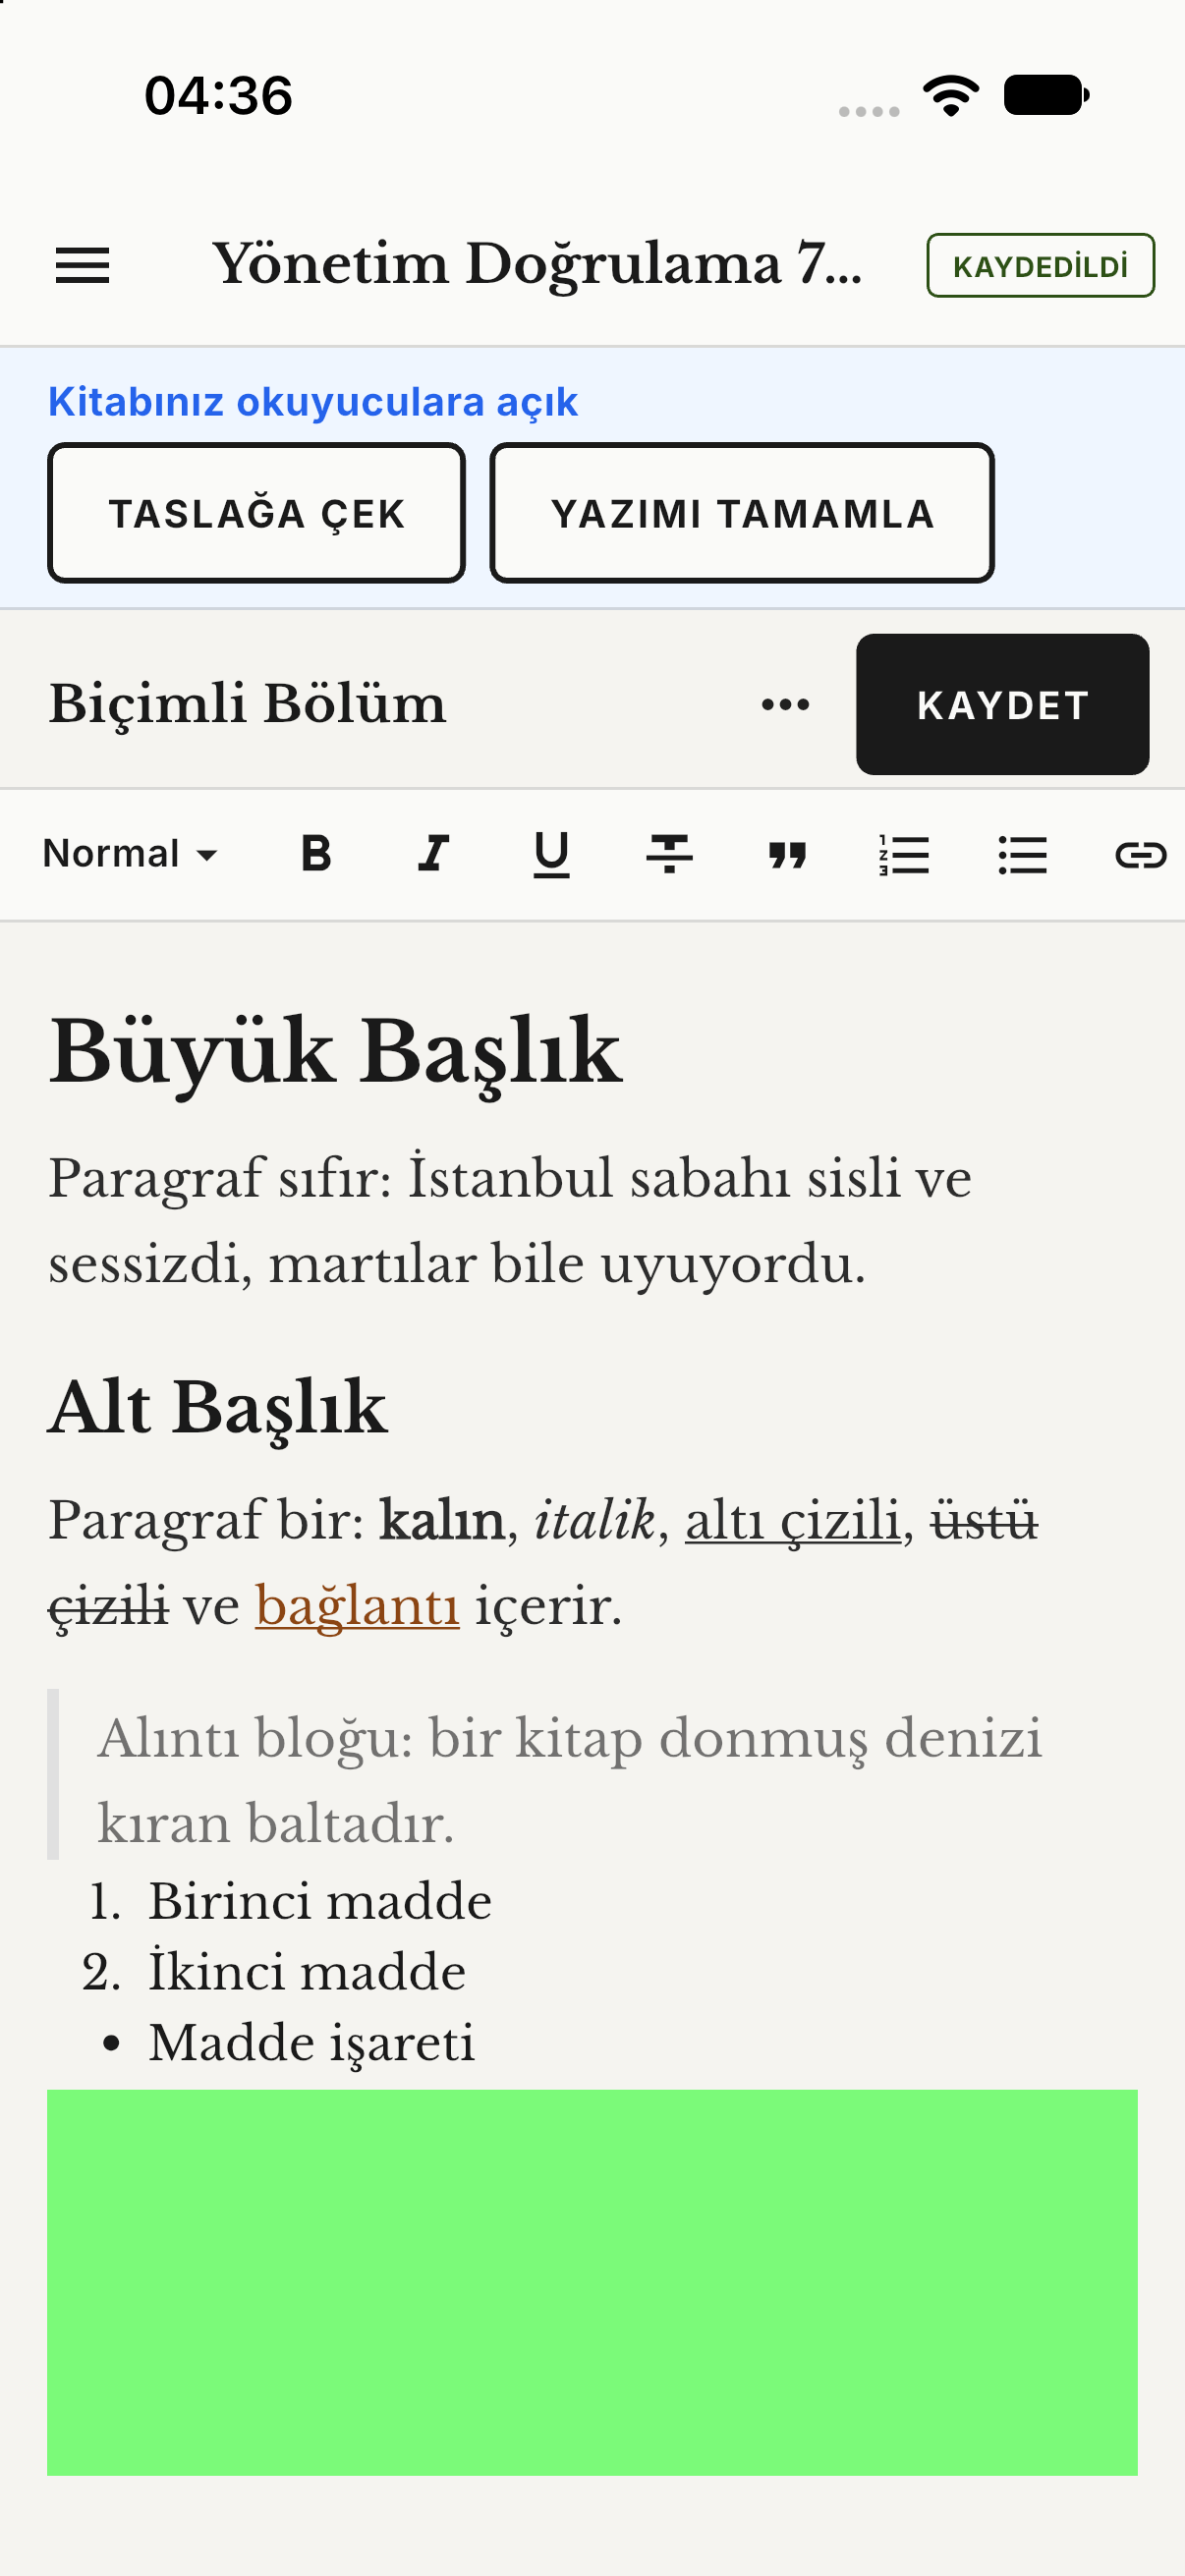 04:36
Yönetim Doğrulama 7...
KAYDEDİLDİ
Kitabınız okuyuculara açık
TASLAĞA ÇEK
YAZIMI TAMAMLA
Biçimli Bölüm
KAYDET
Normal
Büyük Başlık
Paragraf sıfır: İstanbul sabahı sisli ve
sessizdi, martılar bile uyuyordu.
Alt Başlık
Paragraf bir: kalın, italik, altı çizili, üstü
çizili ve bağlantı içerir.
Alıntı bloğu: bir kitap donmuş denizi
kıran baltadır.
1. Birinci madde
2. İkinci madde
• Madde işareti